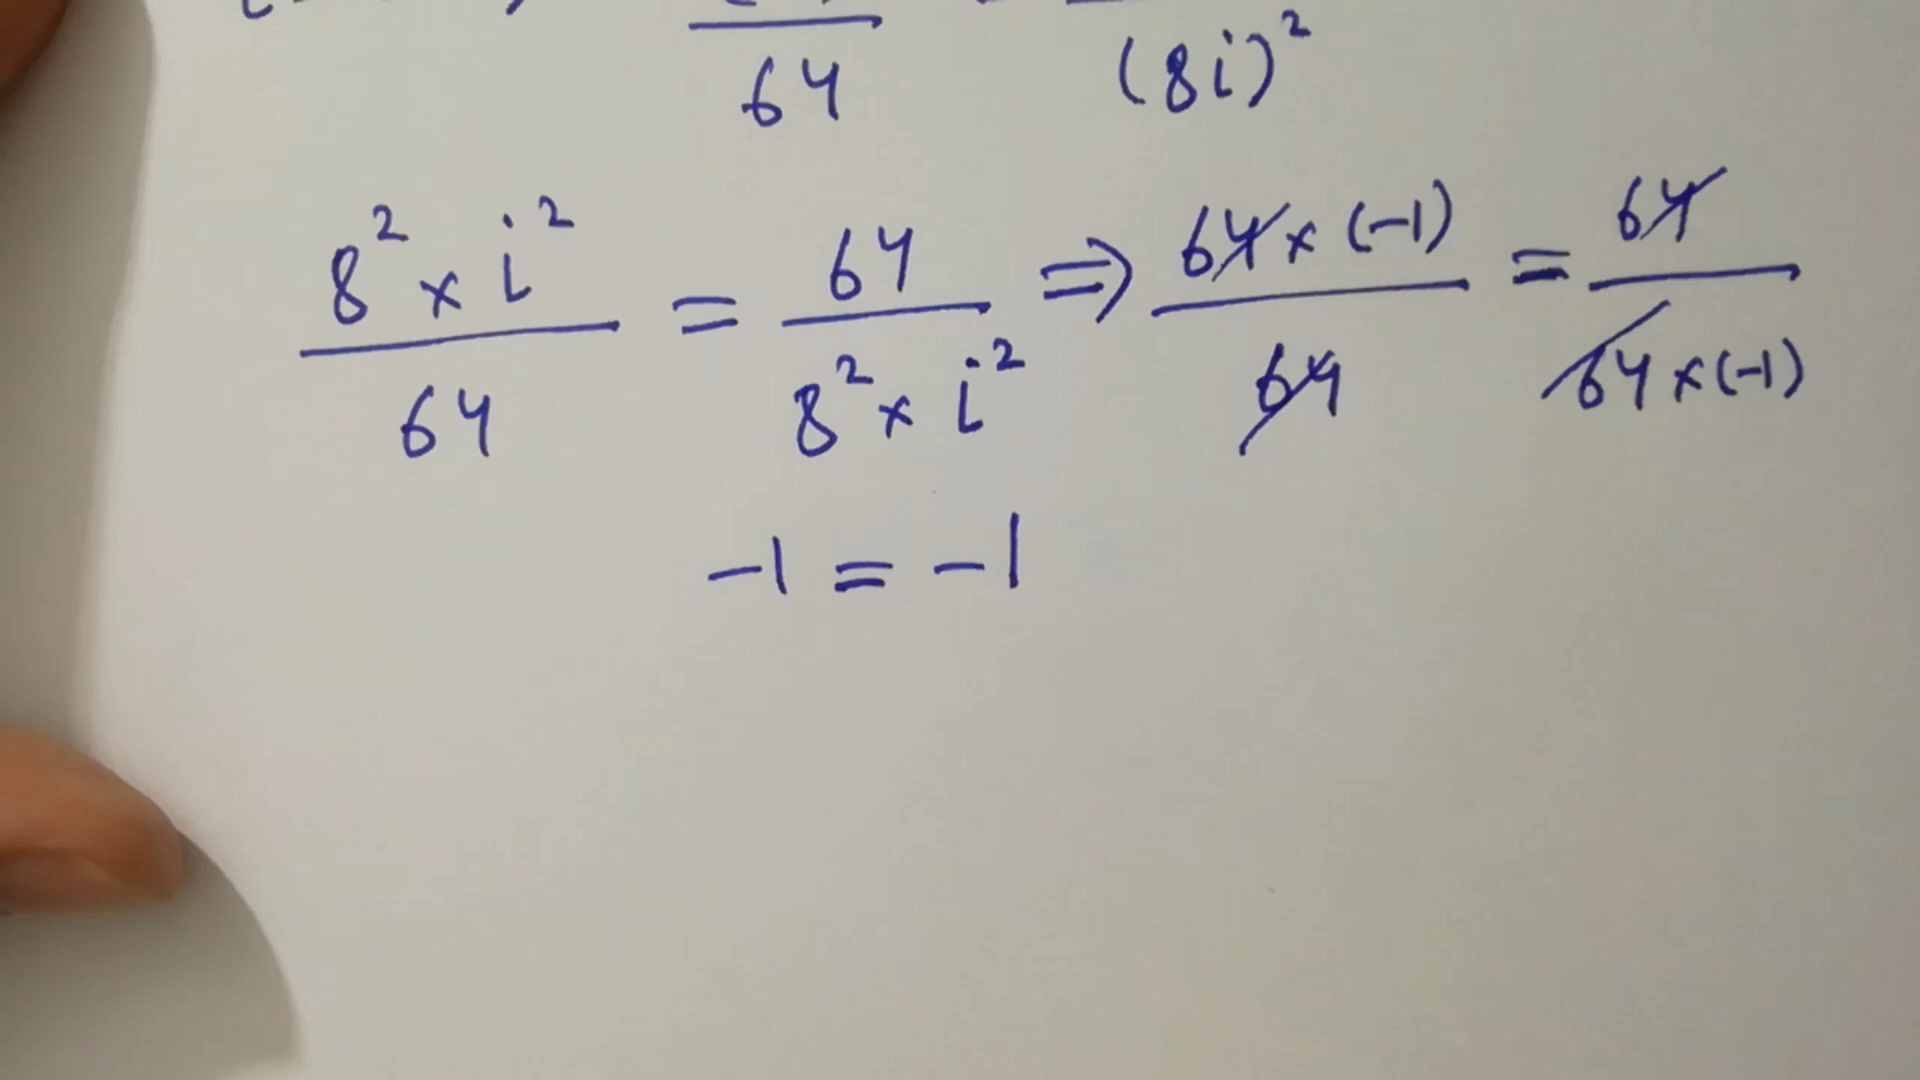 64 (8i)²
8² × i² / 64 = 64 / 8² × i² ⇒ 64 × (-1) / 64 = 64 / 64 × (-1)
-1 = -1